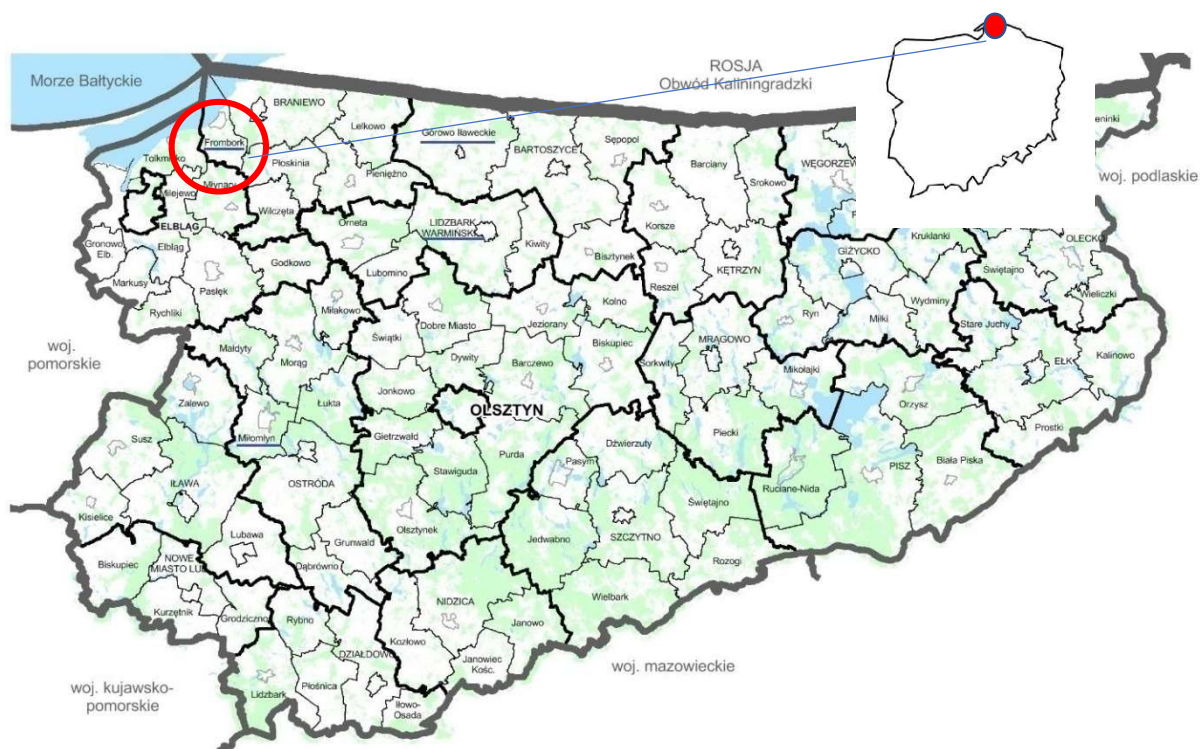 Morze Bałtyckie
ROSJA
Obwód Kaliningradzki
BRANIEWO
Lelkowo
Frombork
Górowo Iławeckie
BARTOSZYCE
Sępopol
Barciany
Srokowo
WĘGORZEW
woj. podlaskie
Tolkmicko
Płoskinia
Pieniężno
Młynary
Milejewo
Wilczęta
ELBLĄG
Orneta
LIDZBARK
WARMIŃSKI
Kiwity
Korsze
Bisztynek
KĘTRZYN
Reszel
Gronowo
Elb.
Elbląg
Godkowo
Lubomino
Markusy
Pasłęk
Rychliki
GIŻYCKO
Kruklanki
OLECKO
Świętajno
Wieliczki
Wydminy
Ryn
Miłki
Stare Juchy
EŁK
Kalinowo
Miłakowo
Dobre Miasto
Jeziorany
Kolno
Świątki
Małdyty
Morąg
Dywity
Barczewo
Biskupiec
Sorkwity
MRĄGOWO
Mikołajki
woj.
pomorskie
Zalewo
Łukta
Jonkowo
OLSZTYN
Orzysz
Prostki
Susz
Miłomłyn
Gietrzwałd
Purda
Dźwierzuty
Piecki
Stawiguda
Pasym
Ruciane-Nida
PISZ
Biała Piska
IŁAWA
OSTRÓDA
Kisielice
Olsztynek
Świętajno
Lubawa
Grunwald
Jedwabno
SZCZYTNO
Biskupiec
NOWE
MIASTO LUB.
Dąbrówno
Rozogi
Wielbark
Kurzętnik
Grodziczno
Rybno
NIDZICA
Janowo
Kozłowo
DZIAŁDOWO
Janowiec
Kośc.
woj. mazowieckie
woj. kujawsko-
pomorskie
Lidzbark
Płośnica
Iłowo-
Osada